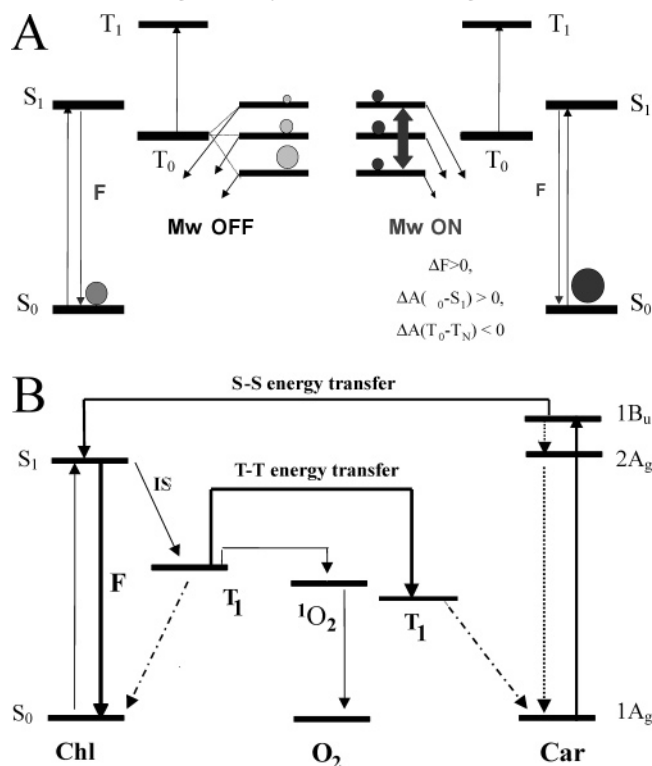 A
T1
T1
S1
S1
T0
T0
F
F
Mw OFF
Mw ON
ΔF>0,
ΔA( 0-S1) > 0,
ΔA(T0-TN) < 0
S0
S0
B
S-S energy transfer
1Bu
S1
2Ag
T-T energy transfer
IS
F
T1
1O2
T1
S0
1Ag
Chl
O2
Car